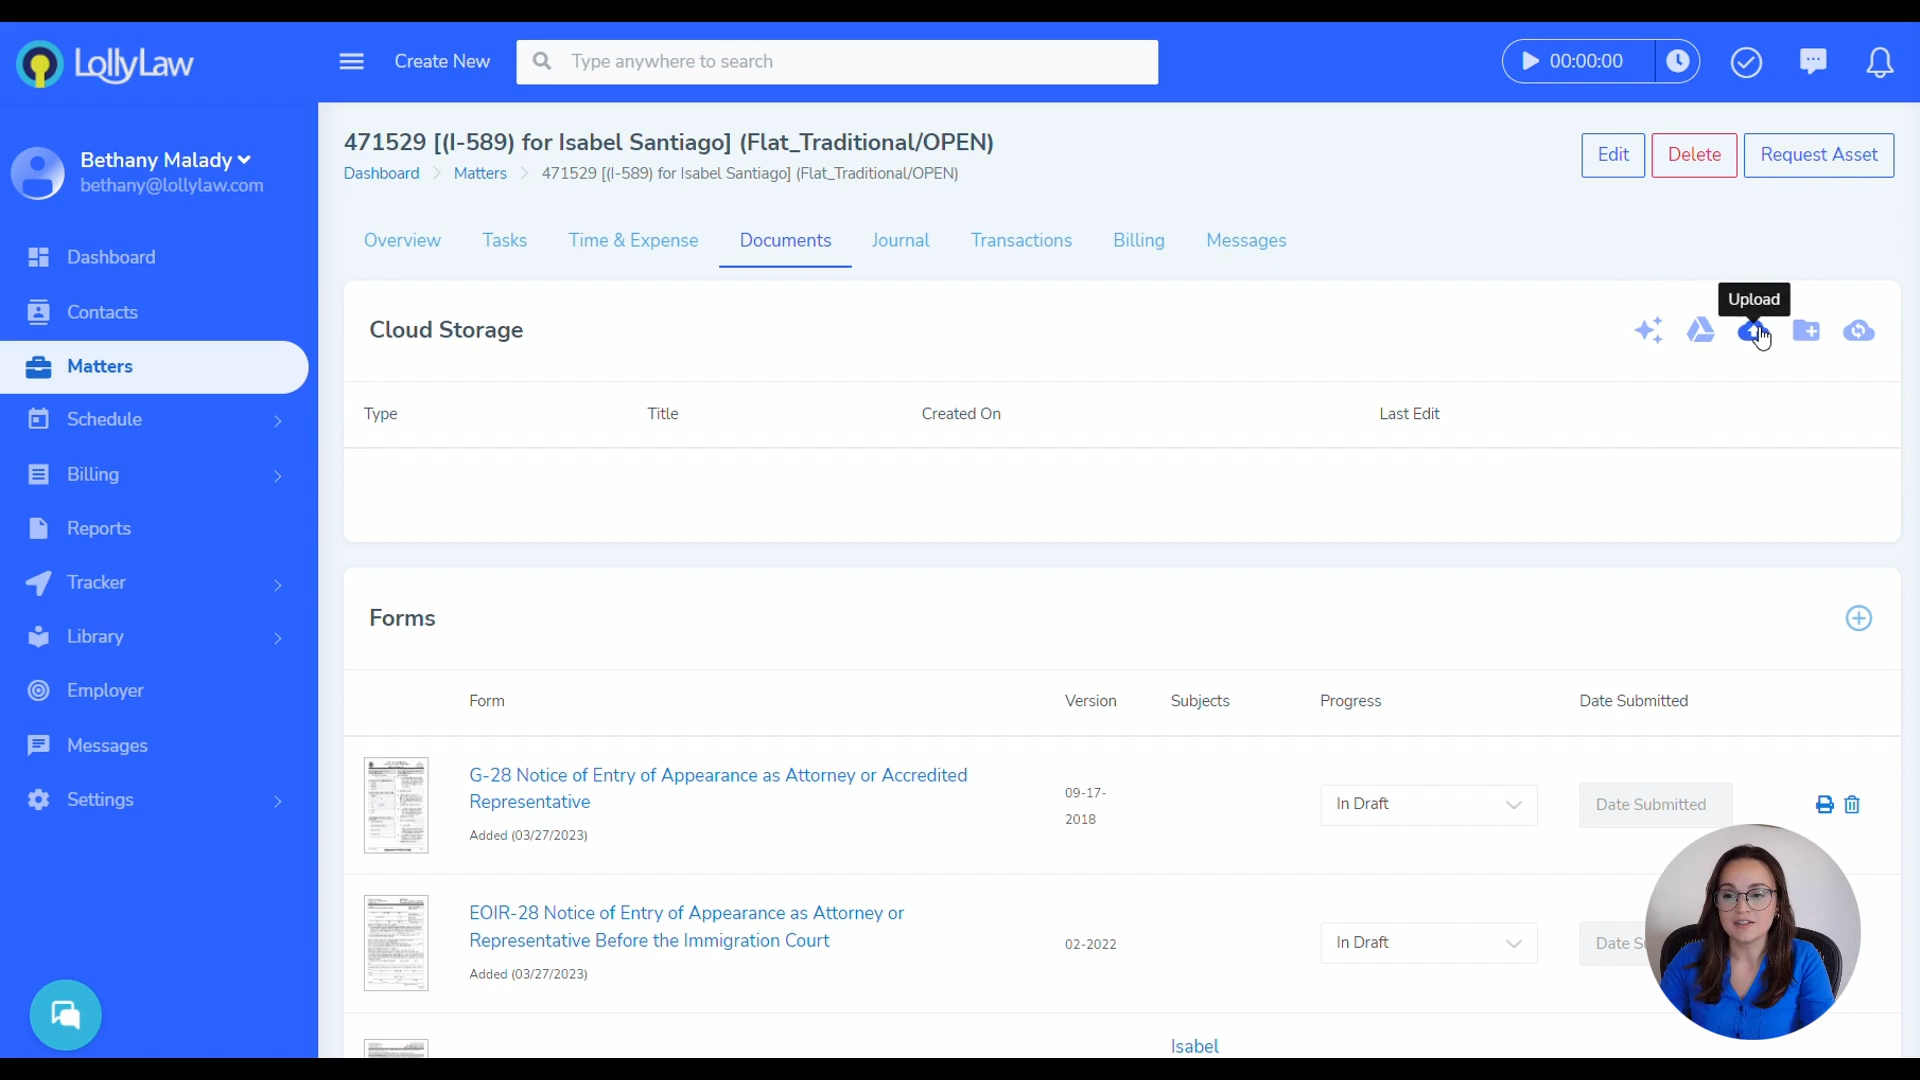 LollyLaw
Create New
Type anywhere to search
00:00:00
Bethany Malady
bethany@lollylaw.com
Dashboard
Contacts
Matters
Schedule
Billing
Reports
Tracker
Library
Employer
Messages
Settings
471529 [(I-589) for Isabel Santiago] (Flat_Traditional/OPEN)
Dashboard > Matters > 471529 [(I-589) for Isabel Santiago] (Flat_Traditional/OPEN)
Edit
Delete
Request Asset
Overview
Tasks
Time & Expense
Documents
Journal
Transactions
Billing
Messages
Upload
Cloud Storage
Type
Title
Created On
Last Edit
Forms
Form
Version
Subjects
Progress
Date Submitted
G-28 Notice of Entry of Appearance as Attorney or Accredited
Representative
Added (03/27/2023)
09-17-
2018
In Draft
Date Submitted
EOIR-28 Notice of Entry of Appearance as Attorney or
Representative Before the Immigration Court
Added (03/27/2023)
02-2022
In Draft
Date
Isabel